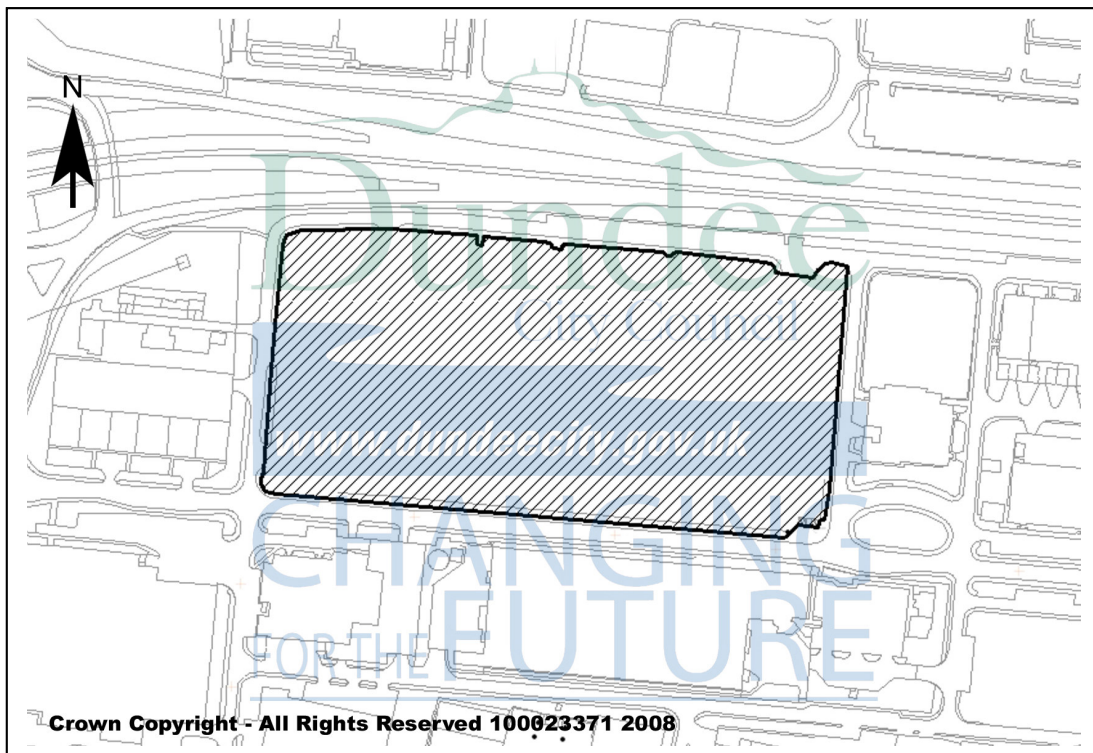 N
Dundee
City Council
www.dundeecity.gov.uk
CHANGING
FOR THE FUTURE
Crown Copyright - All Rights Reserved 100023371 2008